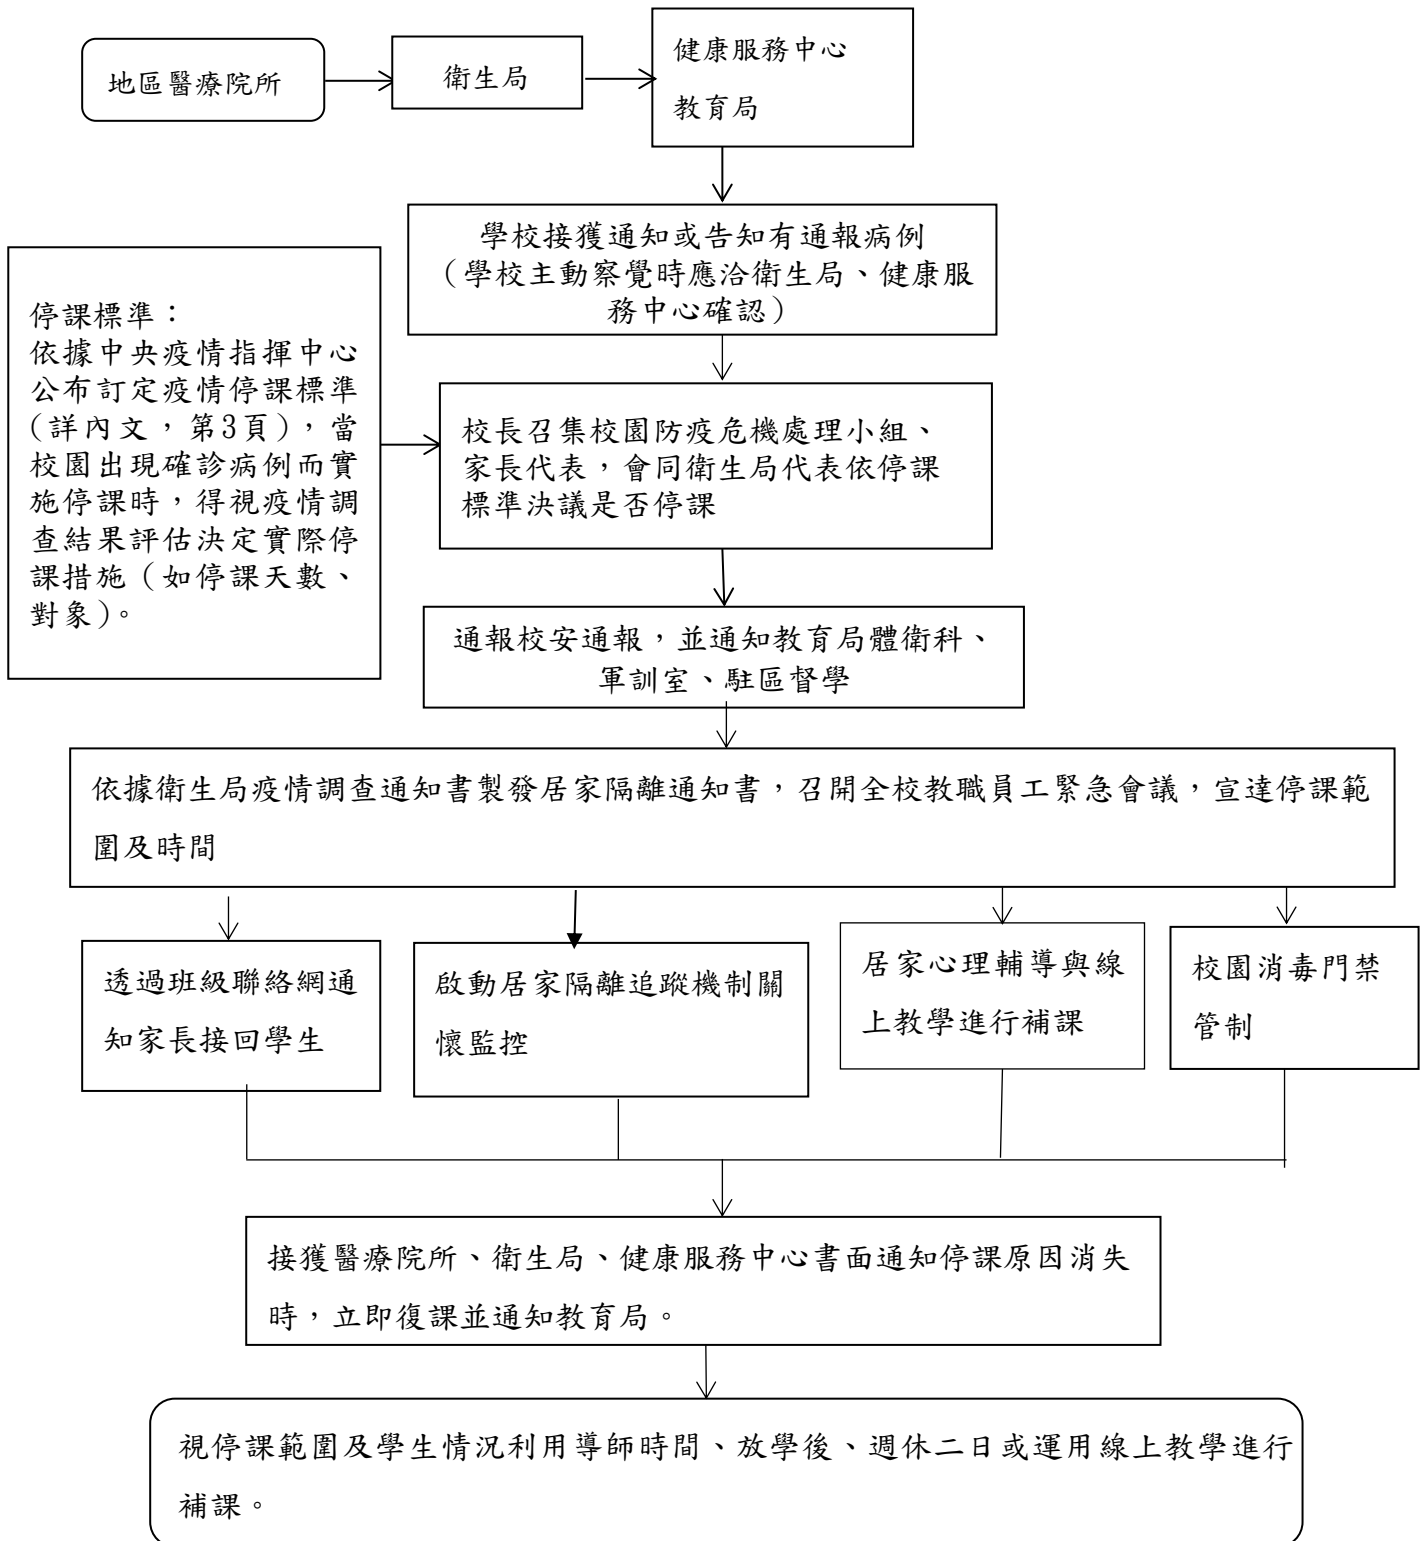 地區醫療院所
衛生局
健康服務中心
教育局
學校接獲通知或告知有通報病例
（學校主動察覺時應洽衛生局、健康服
務中心確認）
停課標準：
依據中央疫情指揮中心
公布訂定疫情停課標準
(詳內文，第3頁)，當
校園出現確診病例而實
施停課時，得視疫情調
查結果評估決定實際停
課措施（如停課天數、
對象)。
校長召集校園防疫危機處理小組、
家長代表，會同衛生局代表依停課
標準決議是否停課
通報校安通報，並通知教育局體衛科、
軍訓室、駐區督學
依據衛生局疫情調查通知書製發居家隔離通知書，召開全校教職員工緊急會議，宣達停課範
圍及時間
透過班級聯絡網通
知家長接回學生
啟動居家隔離追蹤機制關
懷監控
居家心理輔導與線
上教學進行補課
校園消毒門禁
管制
接獲醫療院所、衛生局、健康服務中心書面通知停課原因消失
時，立即復課並通知教育局。
視停課範圍及學生情況利用導師時間、放學後、週休二日或運用線上教學進行
補課。